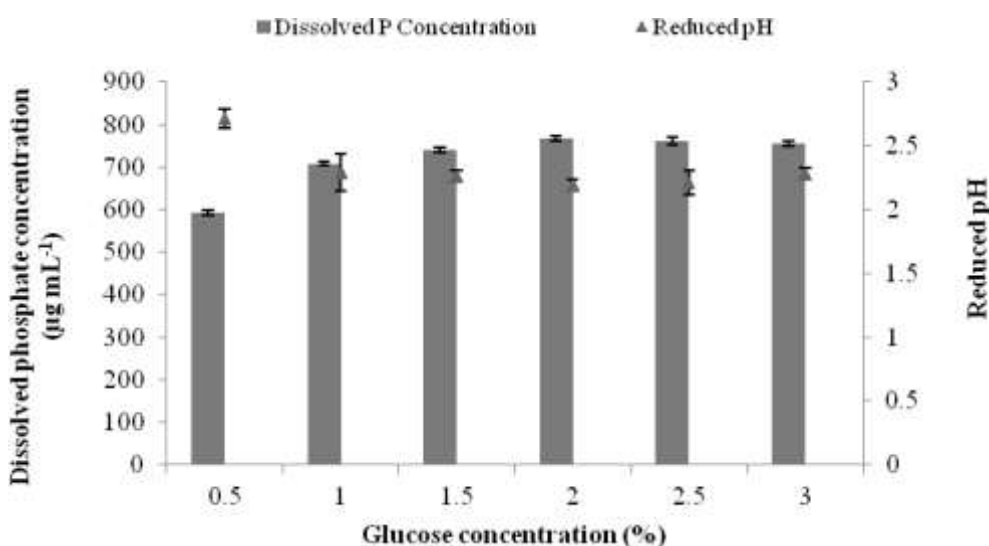 Dissolved P Concentration
Reduced pH
Dissolved phosphate concentration
(µg mL-1)
900
800
700
600
500
400
300
200
100
0
3
2.5
2
1.5
1
0.5
0
Reduced pH
0.5 1 1.5 2 2.5 3
Glucose concentration (%)